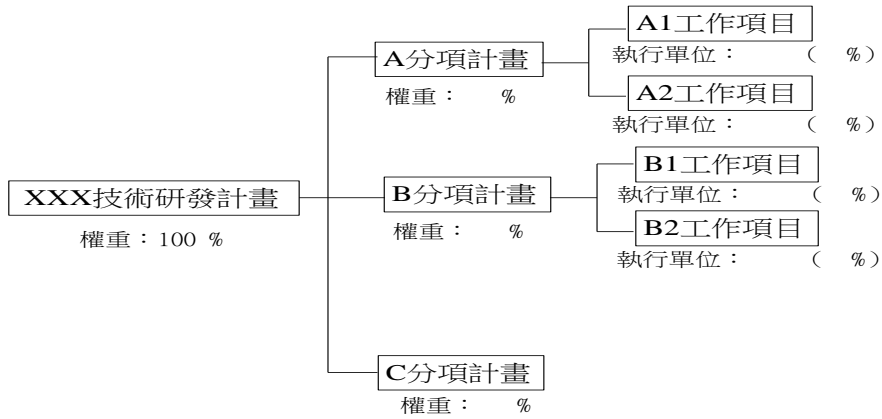 A1工作項目
執行單位： （ %）
A分項計畫
權重： %
A2工作項目
執行單位： （ %）
B1工作項目
執行單位： （ %）
XXX技術研發計畫
權重：100 %
B分項計畫
權重： %
B2工作項目
執行單位： （ %）
C分項計畫
權重： %